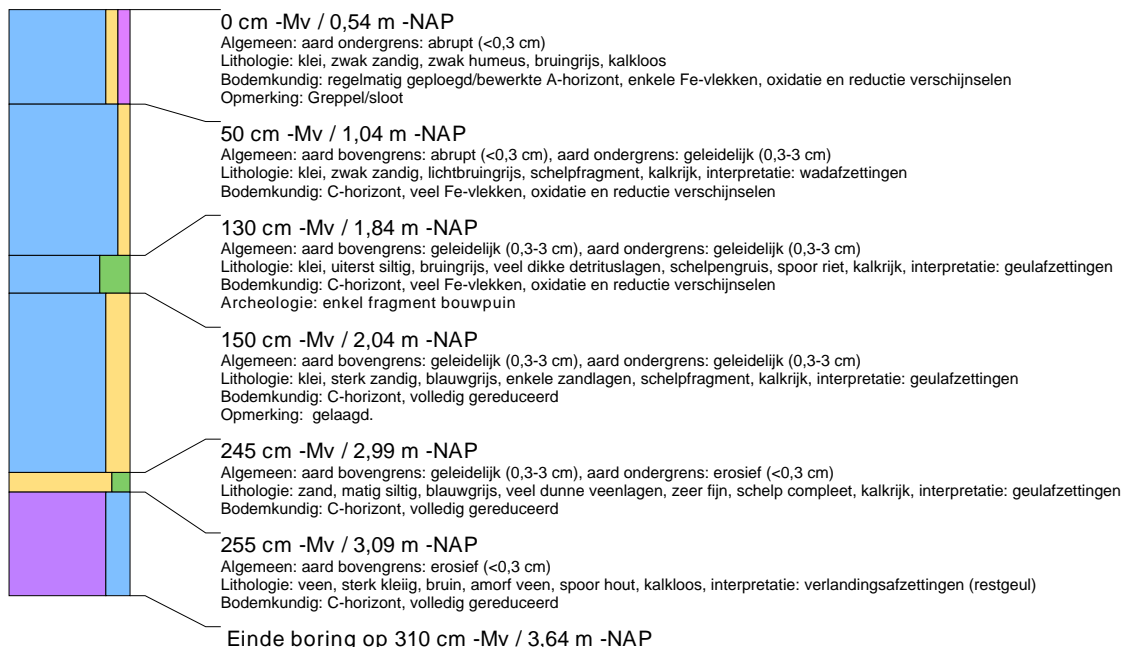 0 cm -Mv / 0,54 m -NAP
Algemeen: aard ondergrens: abrupt (<0,3 cm)
Lithologie: klei, zwak zandig, zwak humeus, bruingrijs, kalkloos
Bodemkundig: regelmatig geploegd/bewerkte A-horizont, enkele Fe-vlekken, oxidatie en reductie verschijnselen
Opmerking: Greppel/sloot
50 cm -Mv / 1,04 m -NAP
Algemeen: aard bovengrens: abrupt (<0,3 cm), aard ondergrens: geleidelijk (0,3-3 cm)
Lithologie: klei, zwak zandig, lichtbruingrijs, schelpfragment, kalkrijk, interpretatie: wadafzettingen
Bodemkundig: C-horizont, veel Fe-vlekken, oxidatie en reductie verschijnselen
130 cm -Mv / 1,84 m -NAP
Algemeen: aard bovengrens: geleidelijk (0,3-3 cm), aard ondergrens: geleidelijk (0,3-3 cm)
Lithologie: klei, uiterst siltig, bruingrijs, veel dikke detrituslagen, schelpengruis, spoor riet, kalkrijk, interpretatie: geulafzettingen
Bodemkundig: C-horizont, veel Fe-vlekken, oxidatie en reductie verschijnselen
Archeologie: enkel fragment bouwpuin
150 cm -Mv / 2,04 m -NAP
Algemeen: aard bovengrens: geleidelijk (0,3-3 cm), aard ondergrens: geleidelijk (0,3-3 cm)
Lithologie: klei, sterk zandig, blauwgrijs, enkele zandlagen, schelpfragment, kalkrijk, interpretatie: geulafzettingen
Bodemkundig: C-horizont, volledig gereduceerd
Opmerking: gelaagd.
245 cm -Mv / 2,99 m -NAP
Algemeen: aard bovengrens: geleidelijk (0,3-3 cm), aard ondergrens: erosief (<0,3 cm)
Lithologie: zand, matig siltig, blauwgrijs, veel dunne veenlagen, zeer fijn, schelp compleet, kalkrijk, interpretatie: geulafzettingen
Bodemkundig: C-horizont, volledig gereduceerd
255 cm -Mv / 3,09 m -NAP
Algemeen: aard bovengrens: erosief (<0,3 cm)
Lithologie: veen, sterk kleiig, bruin, amorf veen, spoor hout, kalkloos, interpretatie: verlandingsafzettingen (restgeul)
Bodemkundig: C-horizont, volledig gereduceerd
Einde boring op 310 cm -Mv / 3,64 m -NAP